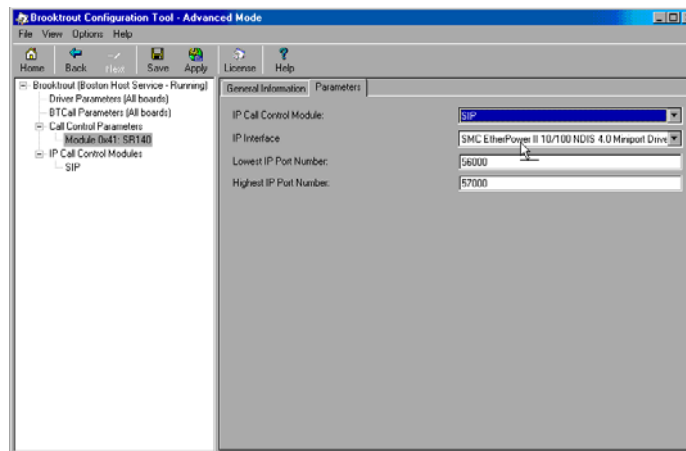 Brooktrout Configuration Tool - Advanced Mode
File View Options Help
Home Back Next Save Apply License Help
Brooktrout (Boston Host Service - Running)
Driver Parameters (All boards)
BTCall Parameters (All boards)
Call Control Parameters
Module 0x41: SR140
IP Call Control Modules
SIP
General Information Parameters
IP Call Control Module: SIP
IP Interface SMC EtherPower II 10/100 NDIS 4.0 Miniport Drive
Lowest IP Port Number: 56000
Highest IP Port Number: 57000